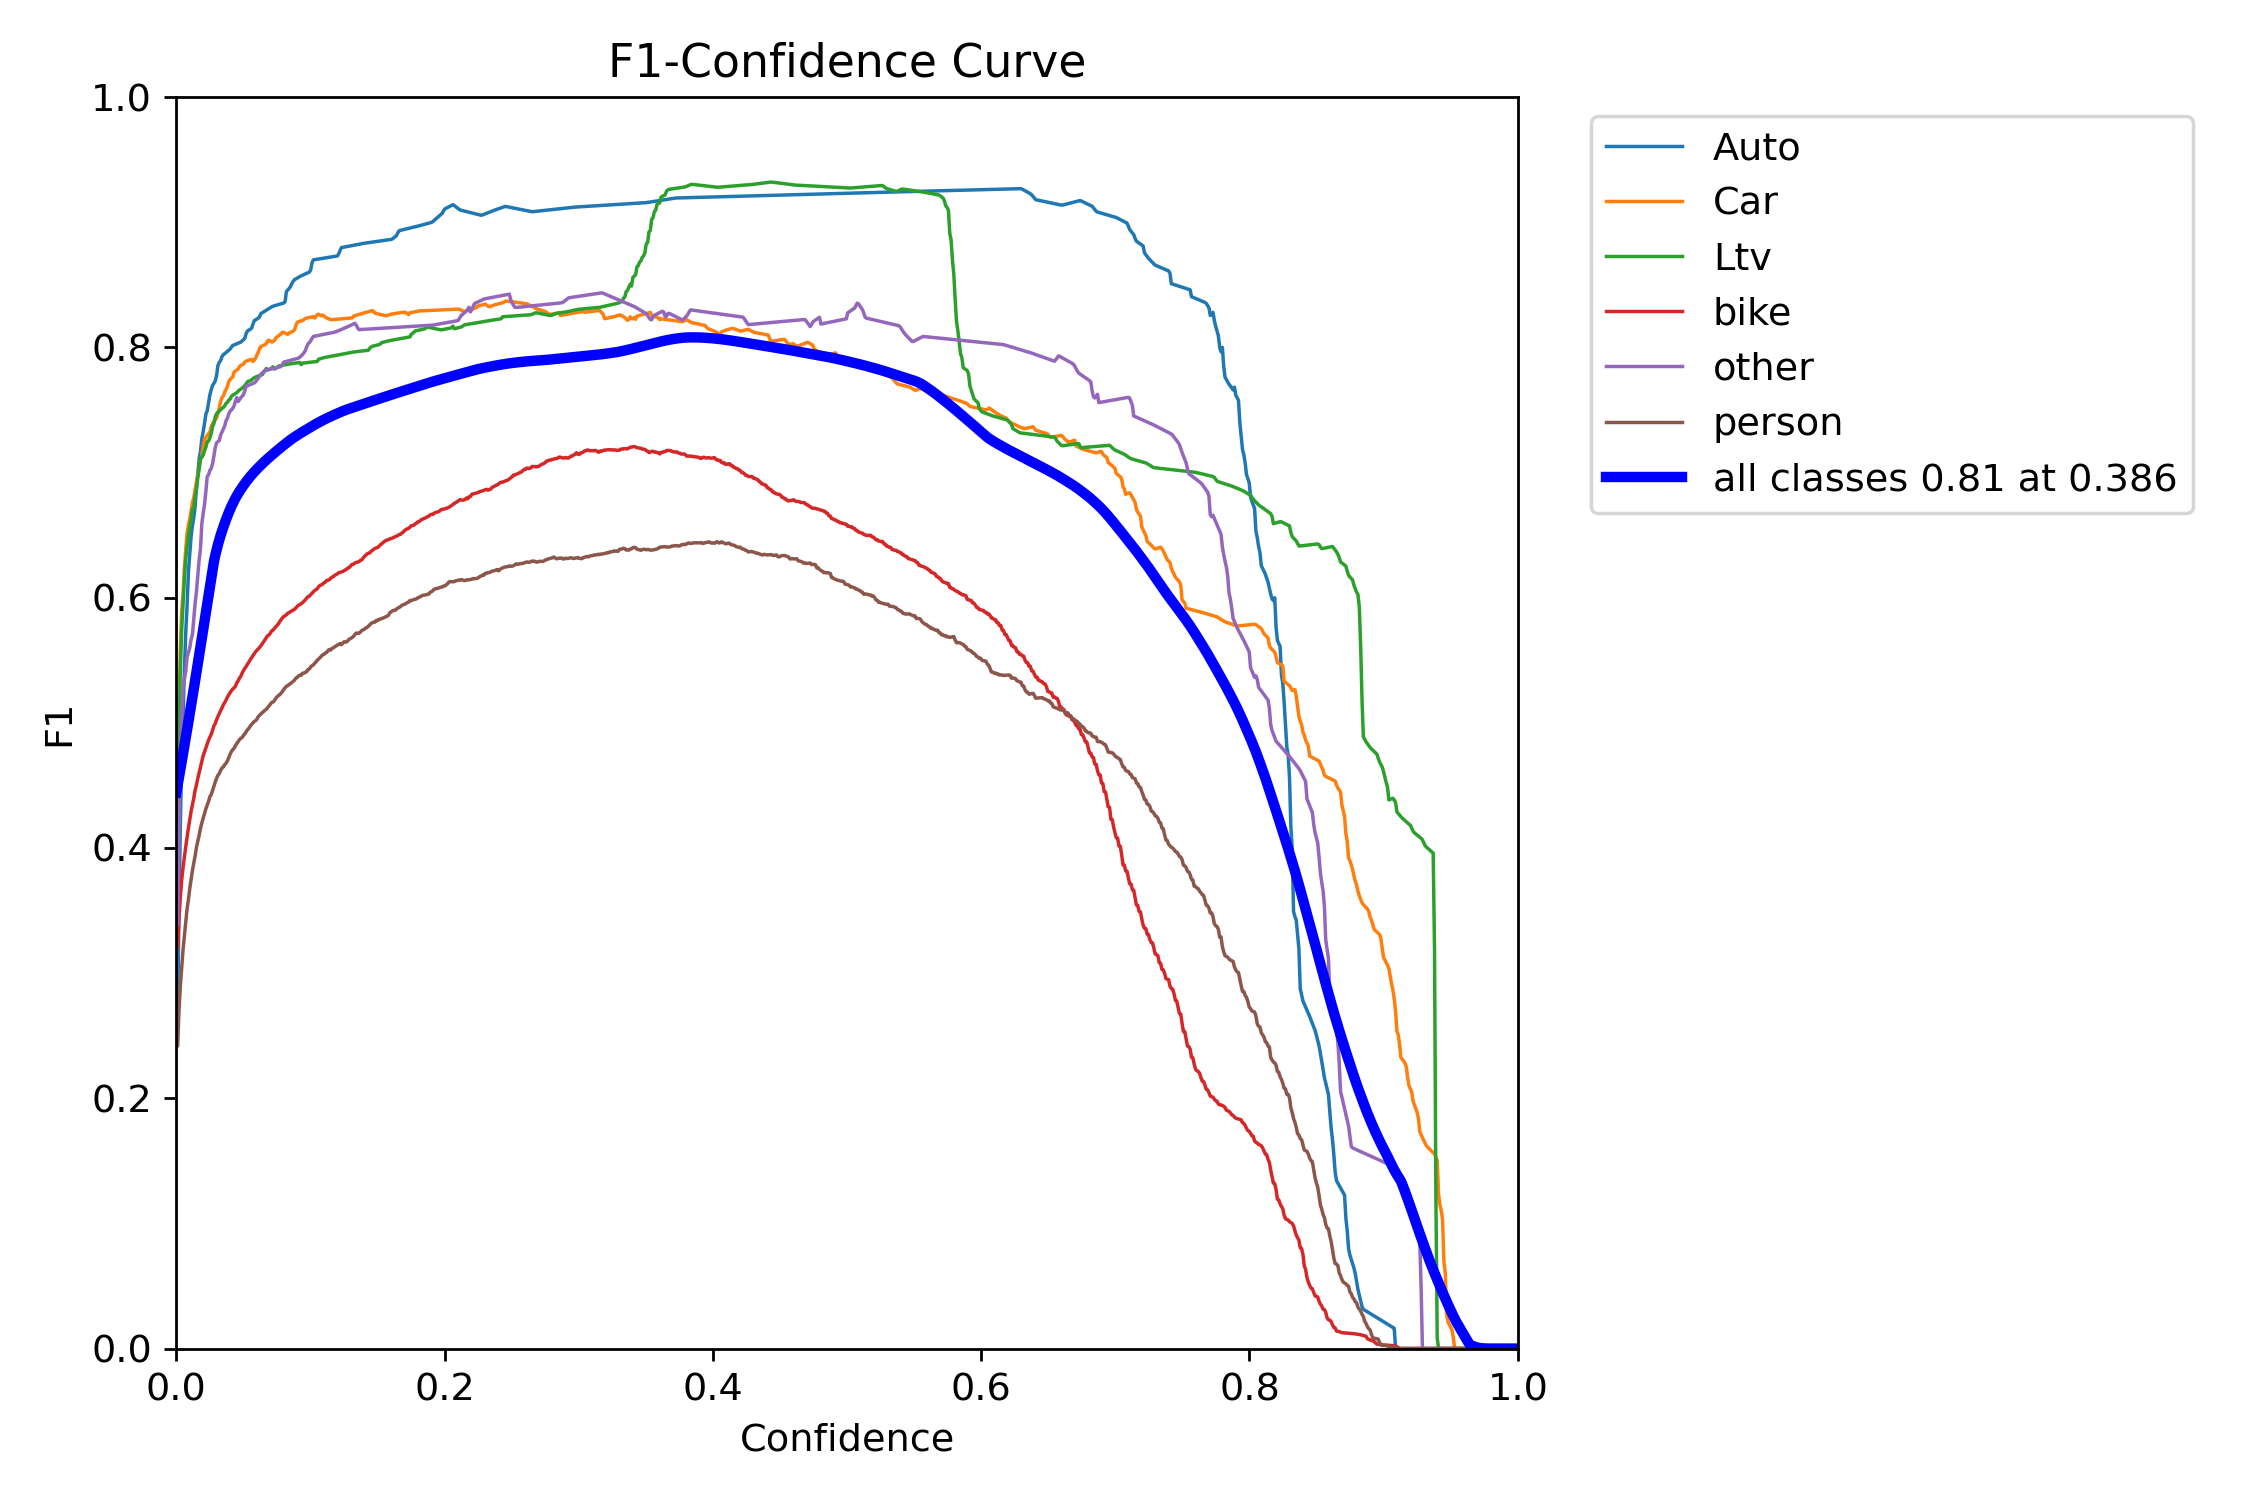 F1-Confidence Curve
1.0
0.8
0.6
0.4
0.2
0.0
F1
0.0 0.2 0.4 0.6 0.8 1.0
Confidence
Auto
Car
Ltv
bike
other
person
all classes 0.81 at 0.386